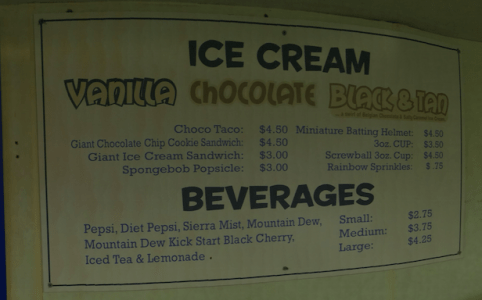 ICE CREAM
VANILLA CHOCOLATE BLACK & TAN
Choco Taco: $4.50 Miniature Batting Helmet: $4.50
Giant Chocolate Chip Cookie Sandwich: $4.50 3oz. CUP: $3.50
Giant Ice Cream Sandwich: $3.00 Screwball 3oz. Cup: $4.50
Spongebob Popsicle: $3.00 Rainbow Sprinkles: $ .75
BEVERAGES
Pepsi, Diet Pepsi, Sierra Mist, Mountain Dew, Small: $2.75
Mountain Dew Kick Start Black Cherry, Medium: $3.75
Iced Tea & Lemonade . Large: $4.25